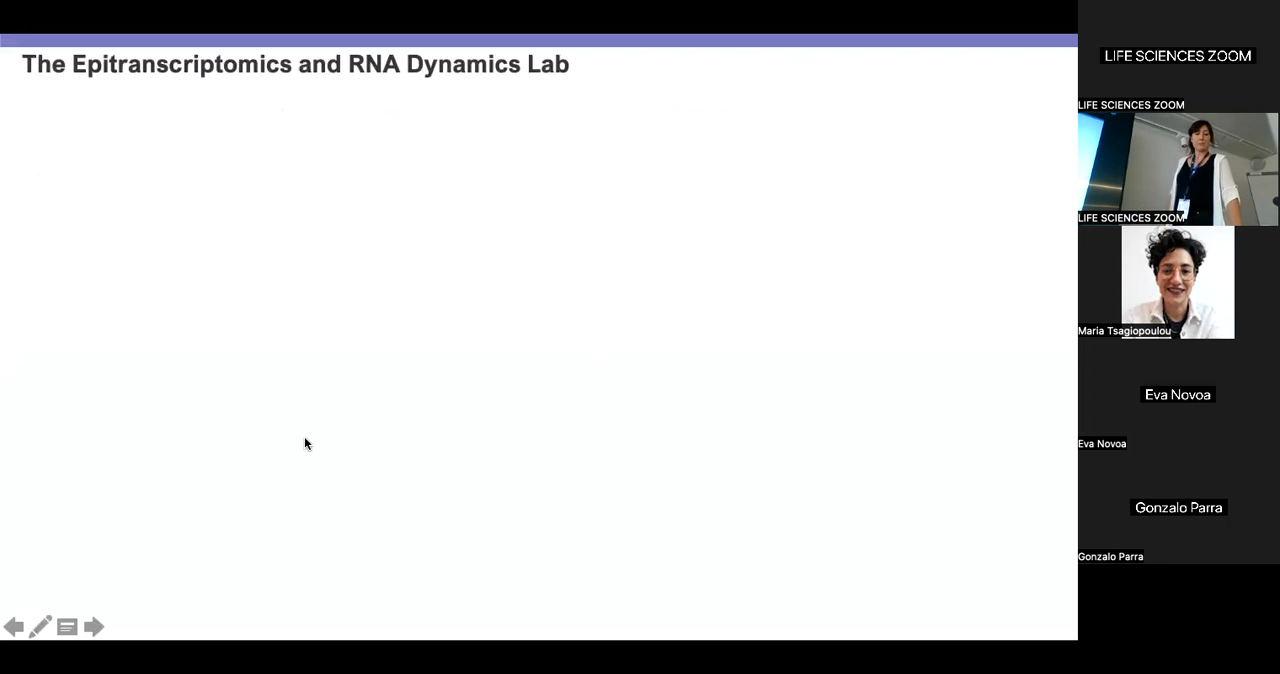 The Epitranscriptomics and RNA Dynamics Lab
LIFE SCIENCES ZOOM
LIFE SCIENCES ZOOM
LIFE SCIENCES ZOOM
Maria Tsagiopoulou
Eva Novoa
Eva Novoa
Gonzalo Parra
Gonzalo Parra